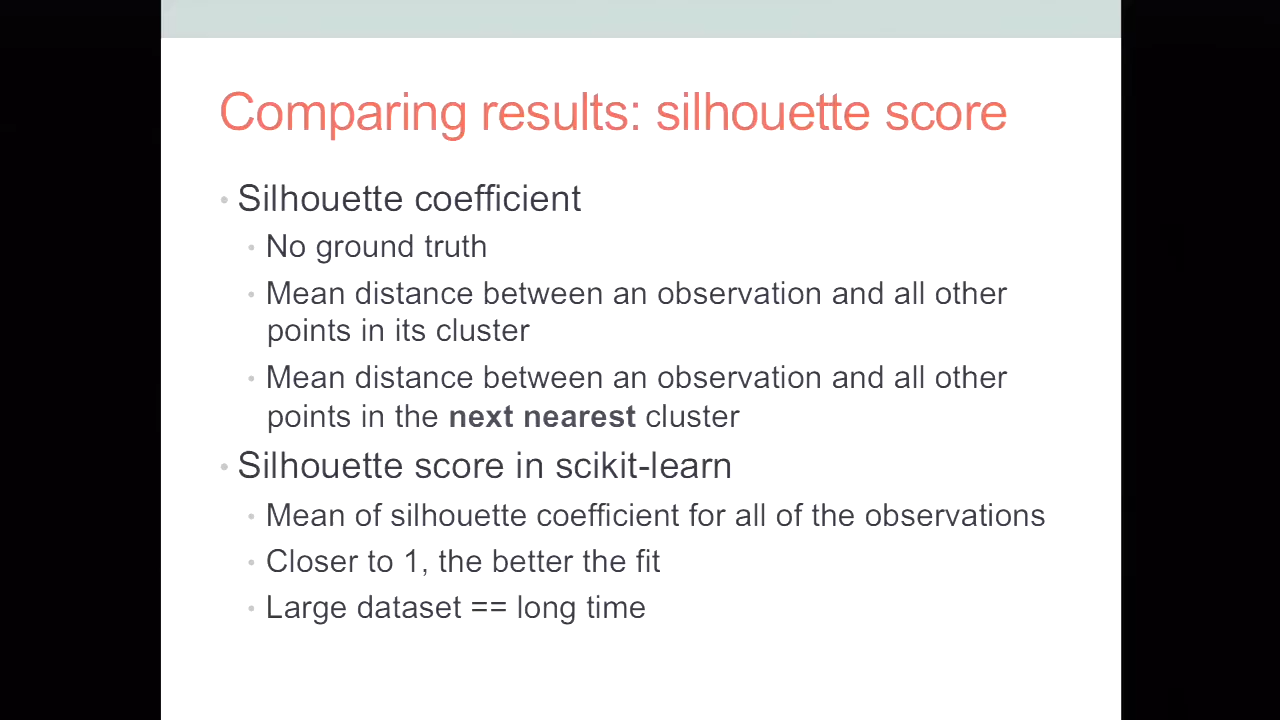 Comparing results: silhouette score
• Silhouette coefficient
• No ground truth
• Mean distance between an observation and all other
points in its cluster
• Mean distance between an observation and all other
points in the next nearest cluster
• Silhouette score in scikit-learn
• Mean of silhouette coefficient for all of the observations
• Closer to 1, the better the fit
• Large dataset == long time